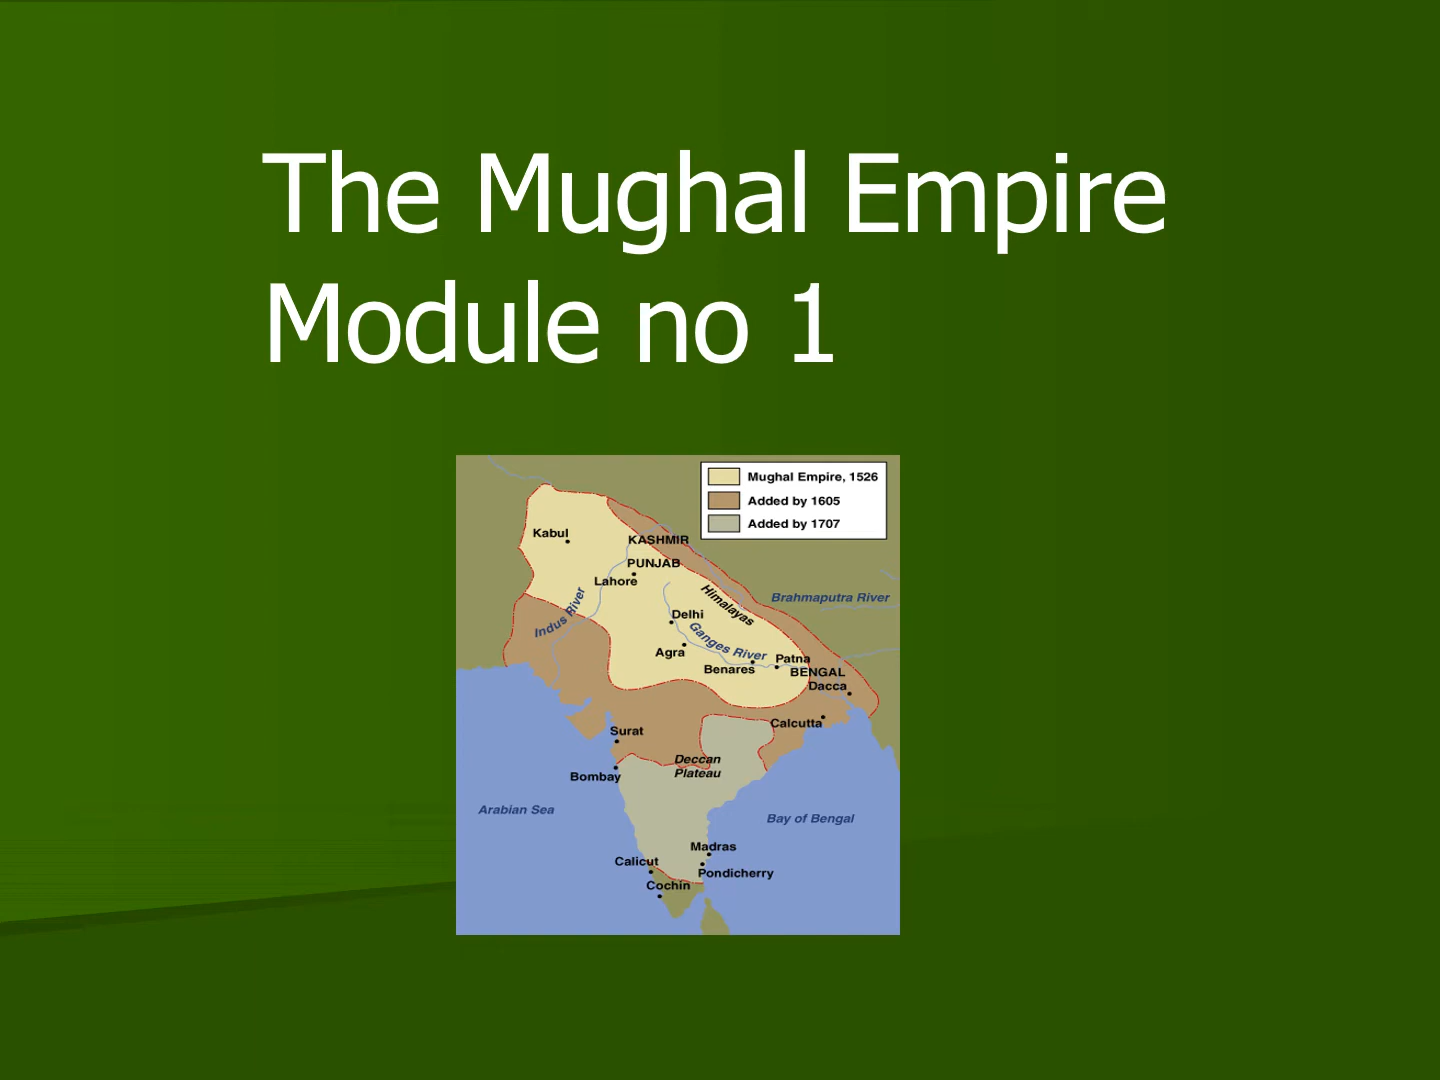 The Mughal Empire
Module no 1
Mughal Empire, 1526
Added by 1605
Added by 1707
Kabul
KASHMIR
PUNJAB
Lahore
Himalayas
Brahmaputra River
Indus River
Delhi
Ganges River
Agra
Patna
Benares
BENGAL
Dacca
Calcutta
Surat
Deccan
Plateau
Bombay
Arabian Sea
Bay of Bengal
Madras
Calicut
Pondicherry
Cochin